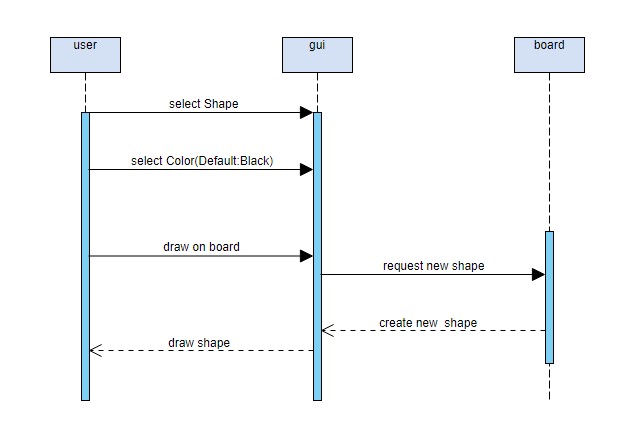 user
gui
board
select Shape
select Color(Default:Black)
draw on board
request new shape
create new  shape
draw shape